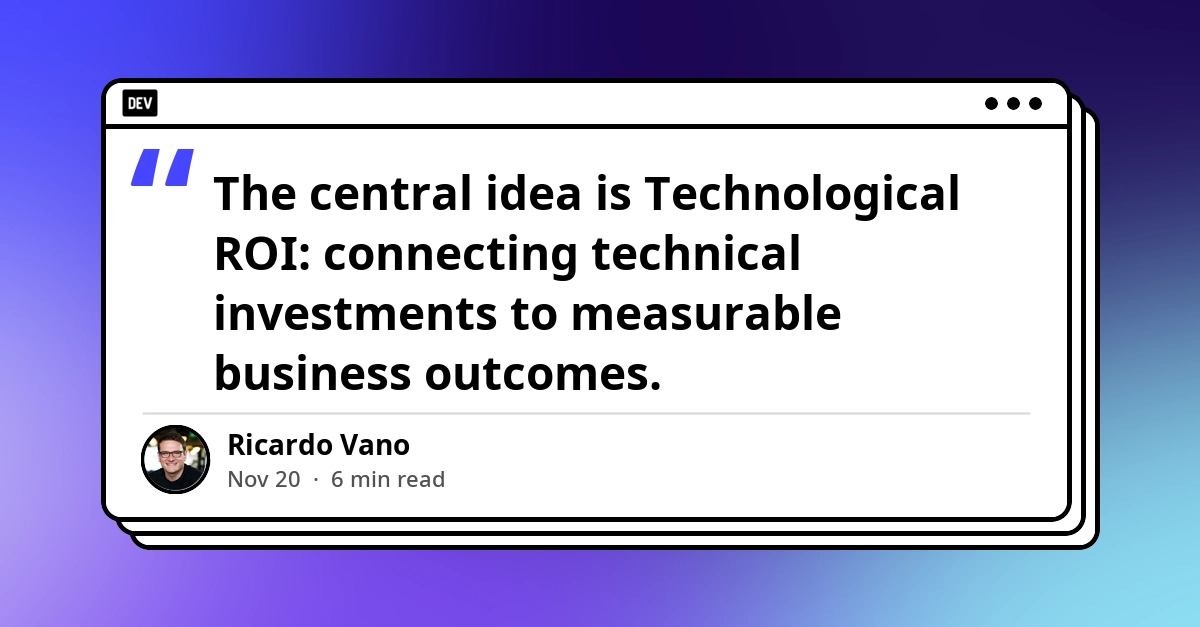 DEV
“
The central idea is Technological
ROI: connecting technical
investments to measurable
business outcomes.
Ricardo Vano
Nov 20 · 6 min read